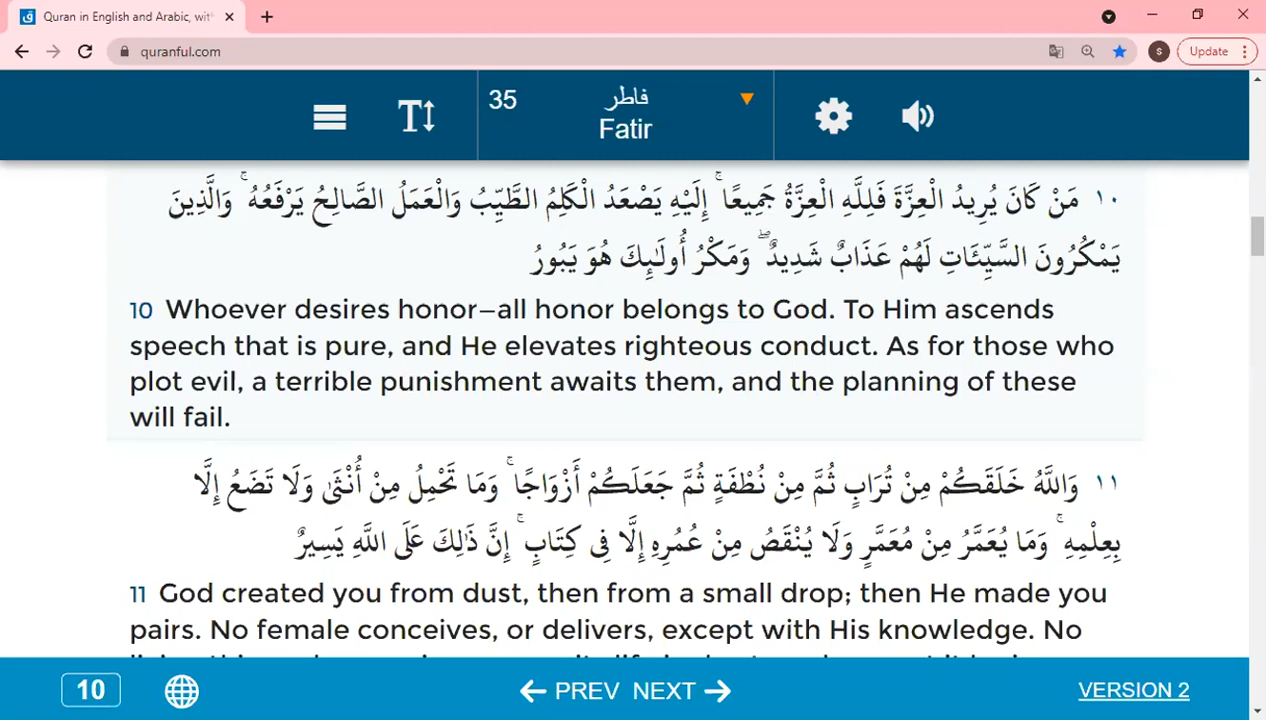 Quran in English and Arabic, wit
quranful.com
Update
35
فاطر
Fatir
١٠ مَنْ كَانَ يُرِيدُ الْعِزَّةَ فَلِلَّهِ الْعِزَّةُ جَمِيعًا ۚ إِلَيْهِ يَصْعَدُ الْكَلِمُ الطَّيِّبُ وَالْعَمَلُ الصَّالِحُ يَرْفَعُهُ ۚ وَالَّذِينَ
يَمْكُرُونَ السَّيِّئَاتِ لَهُمْ عَذَابٌ شَدِيدٌ ۖ وَمَكْرُ أُولَٰئِكَ هُوَ يَبُورُ
10 Whoever desires honor—all honor belongs to God. To Him ascends
speech that is pure, and He elevates righteous conduct. As for those who
plot evil, a terrible punishment awaits them, and the planning of these
will fail.
١١ وَاللَّهُ خَلَقَكُمْ مِنْ تُرَابٍ ثُمَّ مِنْ نُطْفَةٍ ثُمَّ جَعَلَكُمْ أَزْوَاجًا ۚ وَمَا تَحْمِلُ مِنْ أُنْثَىٰ وَلَا تَضَعُ إِلَّا
بِعِلْمِهِ ۚ وَمَا يُعَمَّرُ مِنْ مُعَمَّرٍ وَلَا يُنْقَصُ مِنْ عُمُرِهِ إِلَّا فِي كِتَابٍ ۚ إِنَّ ذَٰلِكَ عَلَى اللَّهِ يَسِيرٌ
11 God created you from dust, then from a small drop; then He made you
pairs. No female conceives, or delivers, except with His knowledge. No
10
PREV NEXT
VERSION 2